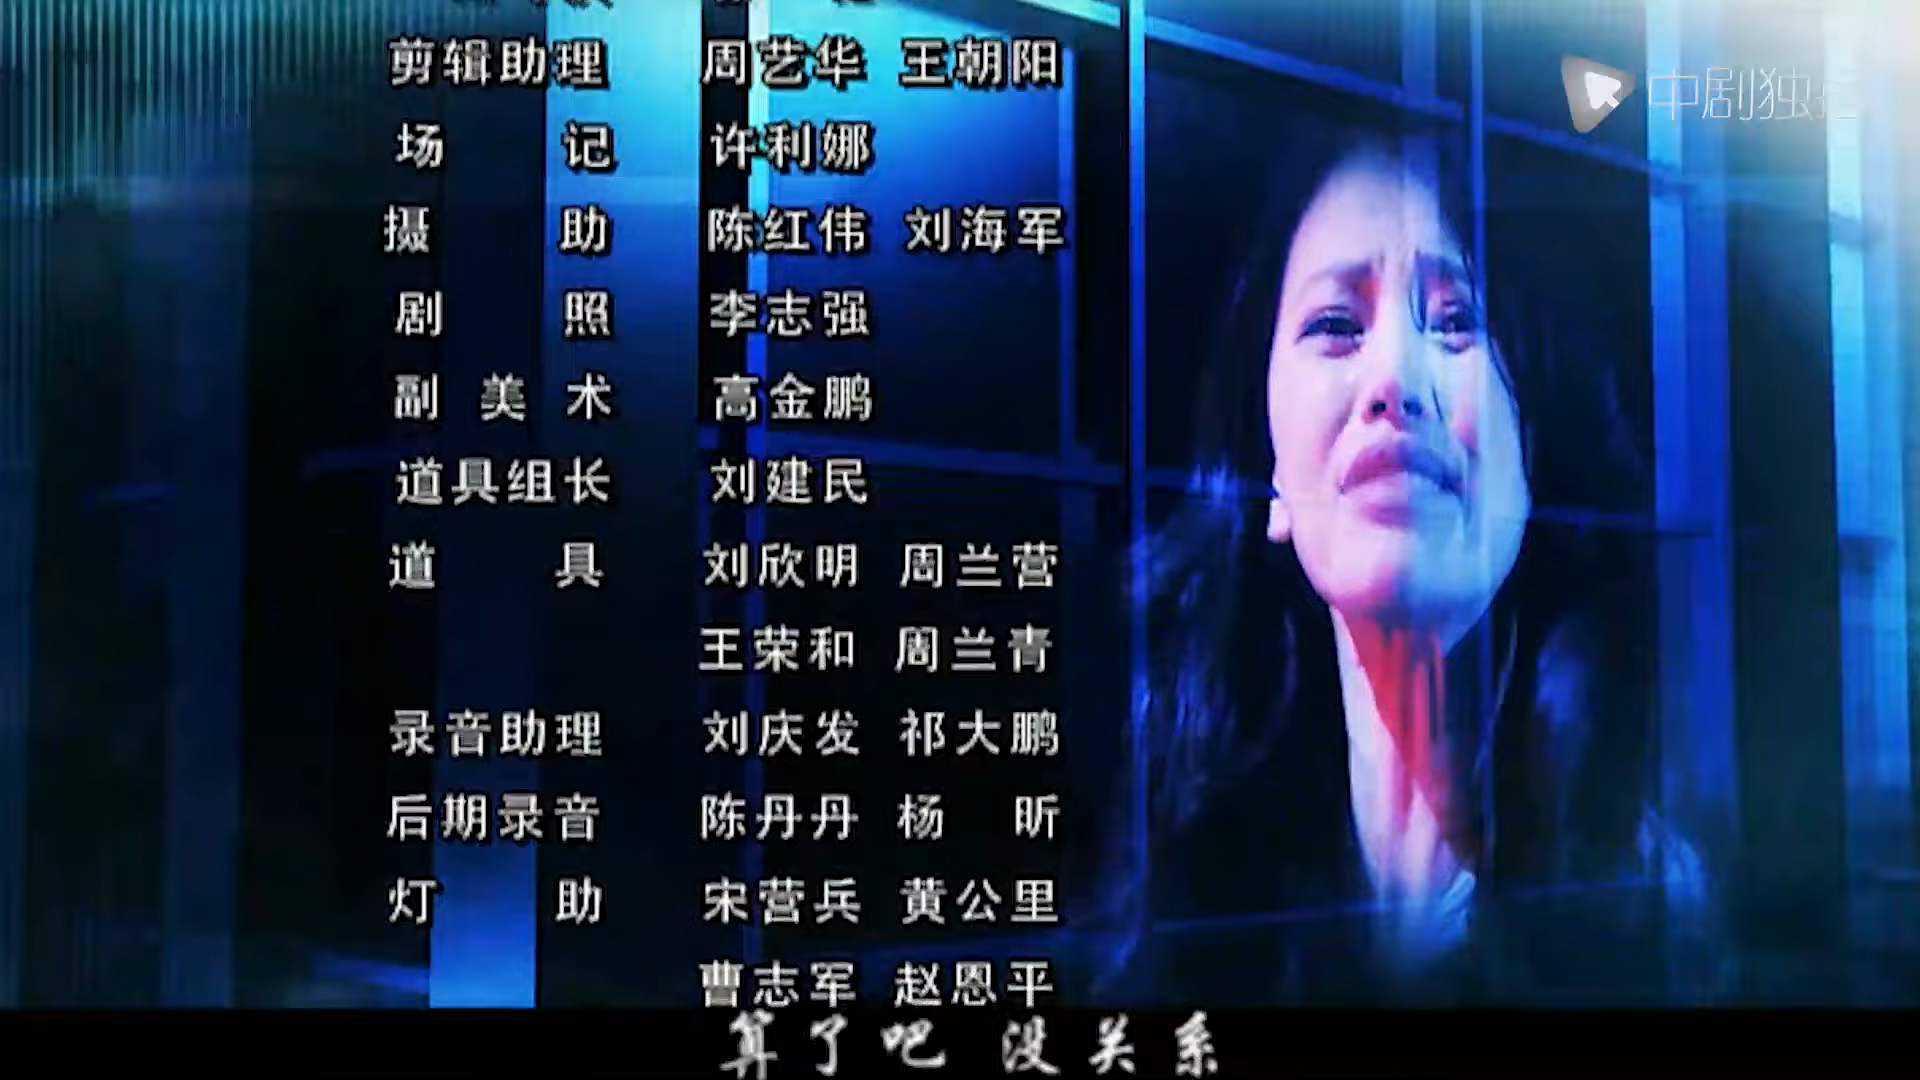 中剧独播
剪辑助理 周艺华 王朝阳
场记 许利娜
摄助 陈红伟 刘海军
剧照 李志强
副美术 高金鹏
道具组长 刘建民
道具 刘欣明 周兰营
王荣和 周兰青
录音助理 刘庆发 祁大鹏
后期录音 陈丹丹 杨昕
灯助 宋营兵 黄公里
曹志军 赵恩平
算了吧 没关系